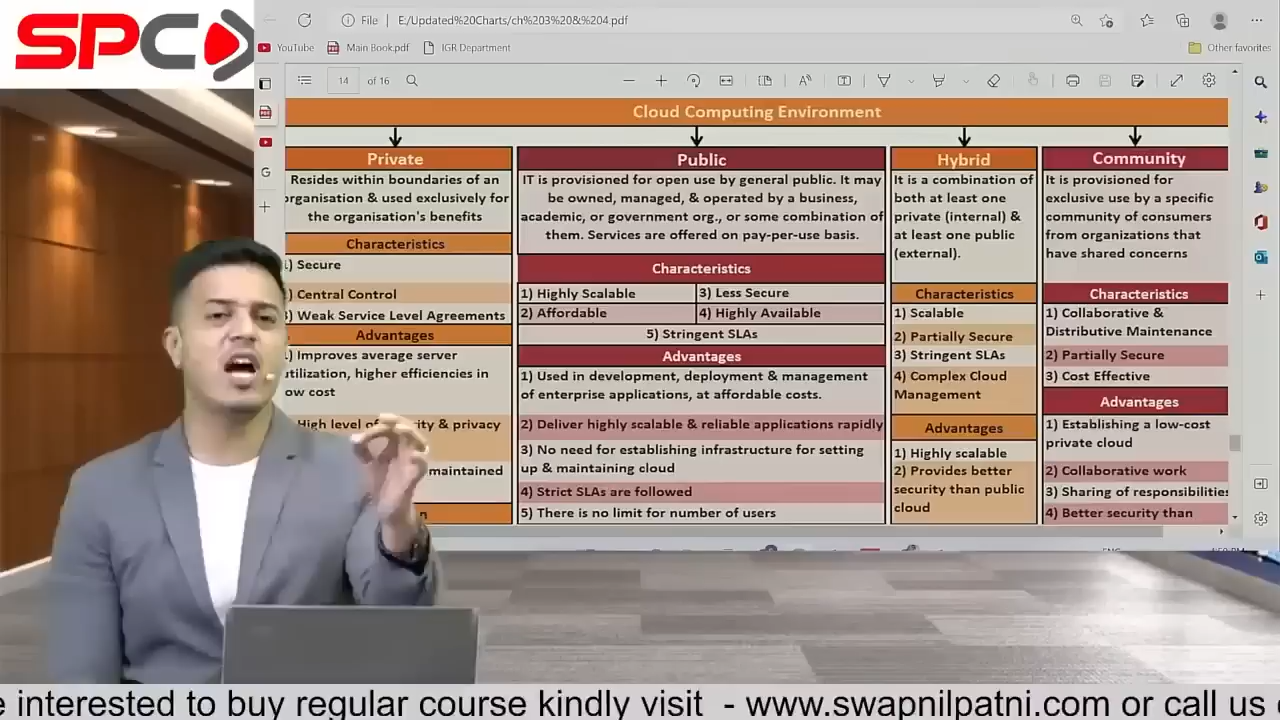 SPC
File
E:/Updated%20Charts/ch%203%20&%204.pdf
YouTube
Main Book.pdf
IGR Department
Other favorites
14
of 16
Cloud Computing Environment
Private
Resides within boundaries of an
organisation & used exclusively for
the organisation's benefits
Characteristics
1) Secure
Central Control
3) Weak Service Level Agreements
Advantages
1) Improves average server
utilization, higher efficiencies in
low cost
High level of & privacy
maintained
Public
IT is provisioned for open use by general public. It may
be owned, managed, & operated by a business,
academic, or government org., or some combination of
them. Services are offered on pay-per-use basis.
Characteristics
1) Highly Scalable
3) Less Secure
2) Affordable
4) Highly Available
5) Stringent SLAs
Advantages
1) Used in development, deployment & management
of enterprise applications, at affordable costs.
2) Deliver highly scalable & reliable applications rapidly
3) No need for establishing infrastructure for setting
up & maintaining cloud
4) Strict SLAs are followed
5) There is no limit for number of users
Hybrid
It is a combination of
both at least one
private (internal) &
at least one public
(external).
Characteristics
1) Scalable
2) Partially Secure
3) Stringent SLAs
4) Complex Cloud
Management
Advantages
1) Highly scalable
2) Provides better
security than public
cloud
Community
It is provisioned for
exclusive use by a specific
community of consumers
from organizations that
have shared concerns
Characteristics
1) Collaborative &
Distributive Maintenance
2) Partially Secure
3) Cost Effective
Advantages
1) Establishing a low-cost
private cloud
2) Collaborative work
3) Sharing of responsibilities
4) Better security than
e interested to buy regular course kindly visit - www.swapnilpatni.com or call us